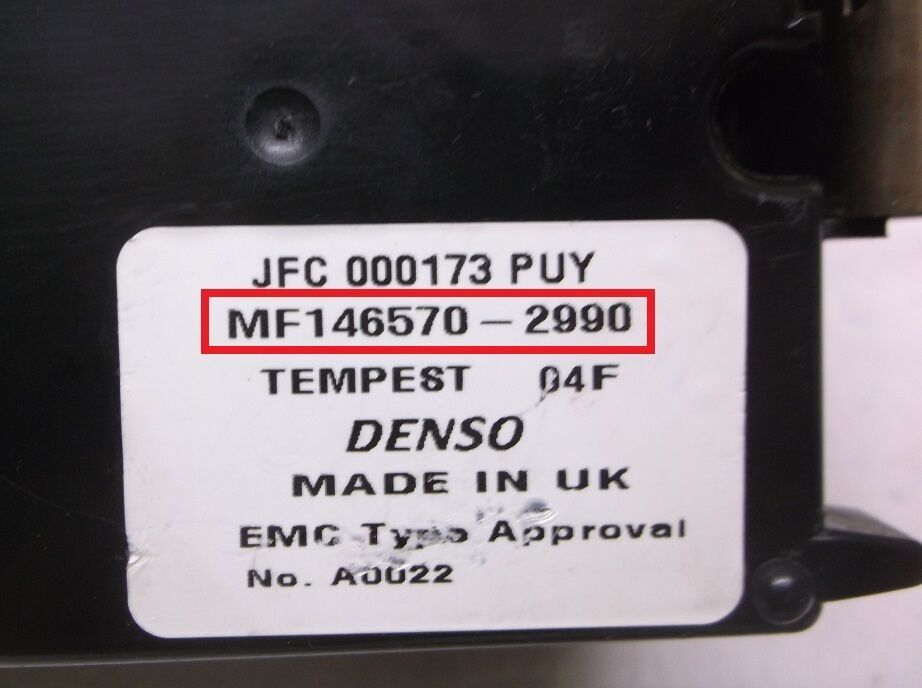 JFC 000173 PUY
MF146570-2990
TEMPEST 04F
DENSO
MADE IN UK
EMC Type Approval
No. A0022